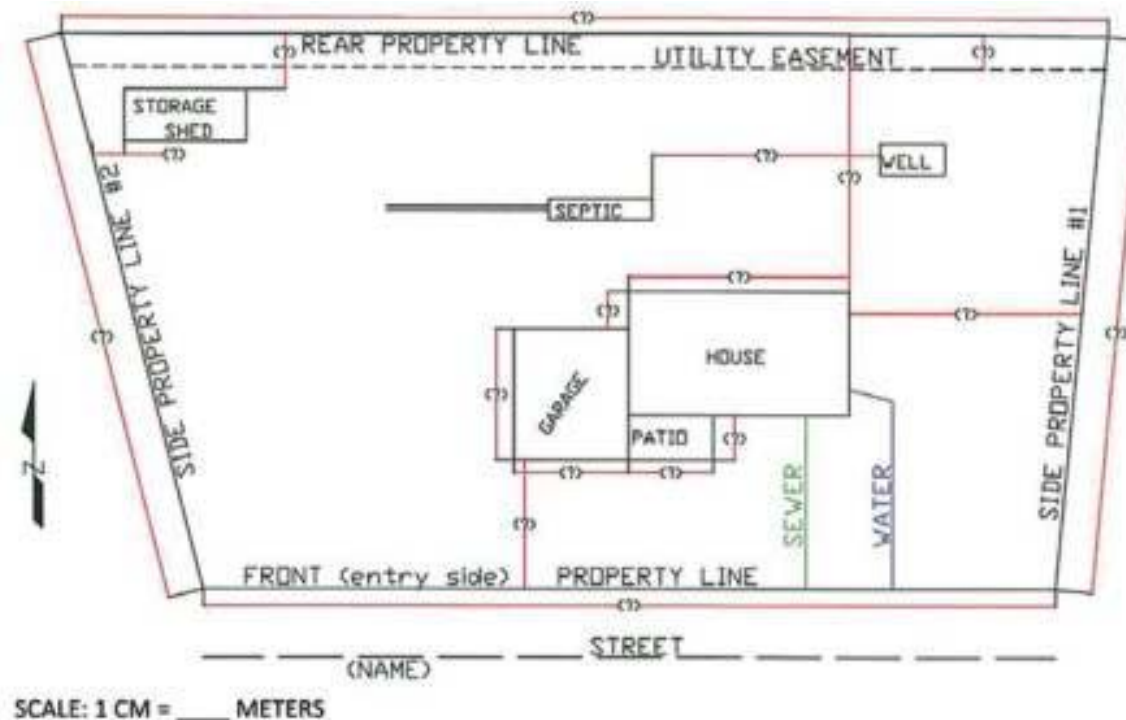 (?)
REAR PROPERTY LINE
(?)
UTILITY EASEMENT
STORAGE
SHED
(?)
(?)
WELL
(?)
SEPTIC
SIDE PROPERTY LINE #2
SIDE PROPERTY LINE #1
(?)
(?)
(?)
(?)
(?)
(?)
HOUSE
GARAGE
(?)
PATIO
(?)
(?)
(?)
(?)
SEWER
WATER
N
FRONT (entry side) PROPERTY LINE
(?)
STREET
(NAME)
SCALE: 1 CM = ____ METERS